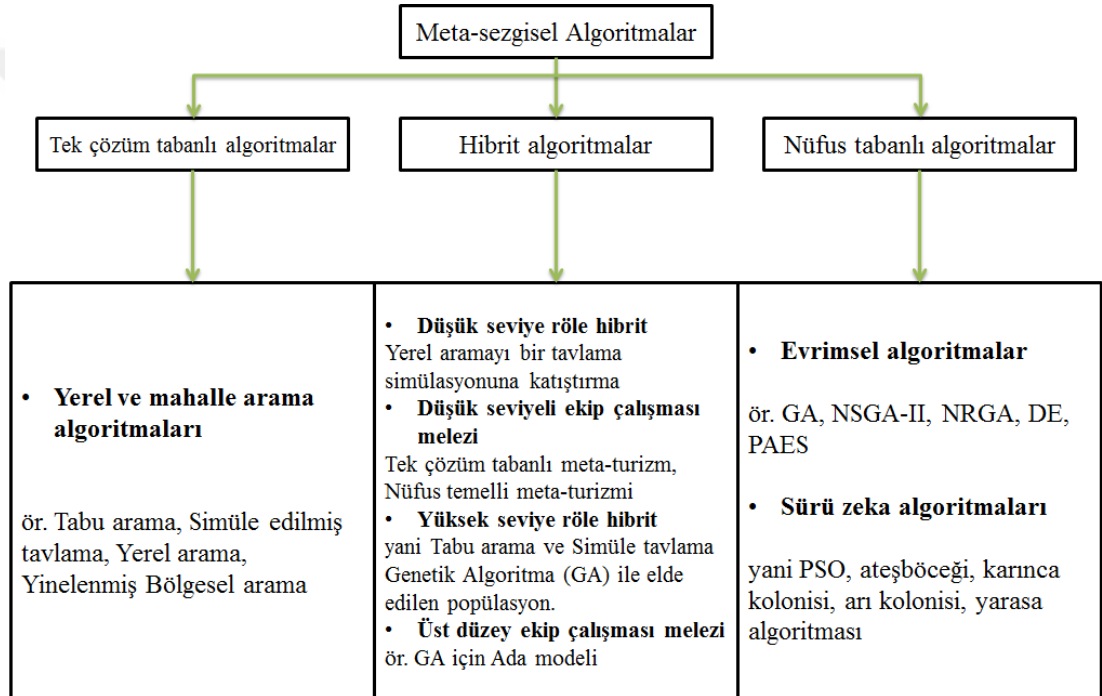 Meta-sezgisel Algoritmalar
Tek çözüm tabanlı algoritmalar
Hibrit algoritmalar
Nüfus tabanlı algoritmalar
• Yerel ve mahalle arama
algoritmaları
ör. Tabu arama, Simüle edilmiş
tavlama, Yerel arama,
Yinelenmiş Bölgesel arama
• Düşük seviye röle hibrit
Yerel aramayı bir tavlama
simülasyonuna katıştırma
• Düşük seviyeli ekip çalışması
melezi
Tek çözüm tabanlı meta-turizm,
Nüfus temelli meta-turizmi
• Yüksek seviye röle hibrit
yani Tabu arama ve Simüle tavlama
Genetik Algoritma (GA) ile elde
edilen popülasyon.
• Üst düzey ekip çalışması melezi
ör. GA için Ada modeli
• Evrimsel algoritmalar
ör. GA, NSGA-II, NRGA, DE,
PAES
• Sürü zeka algoritmaları
yani PSO, ateşböceği, karınca
kolonisi, arı kolonisi, yarasa
algoritması